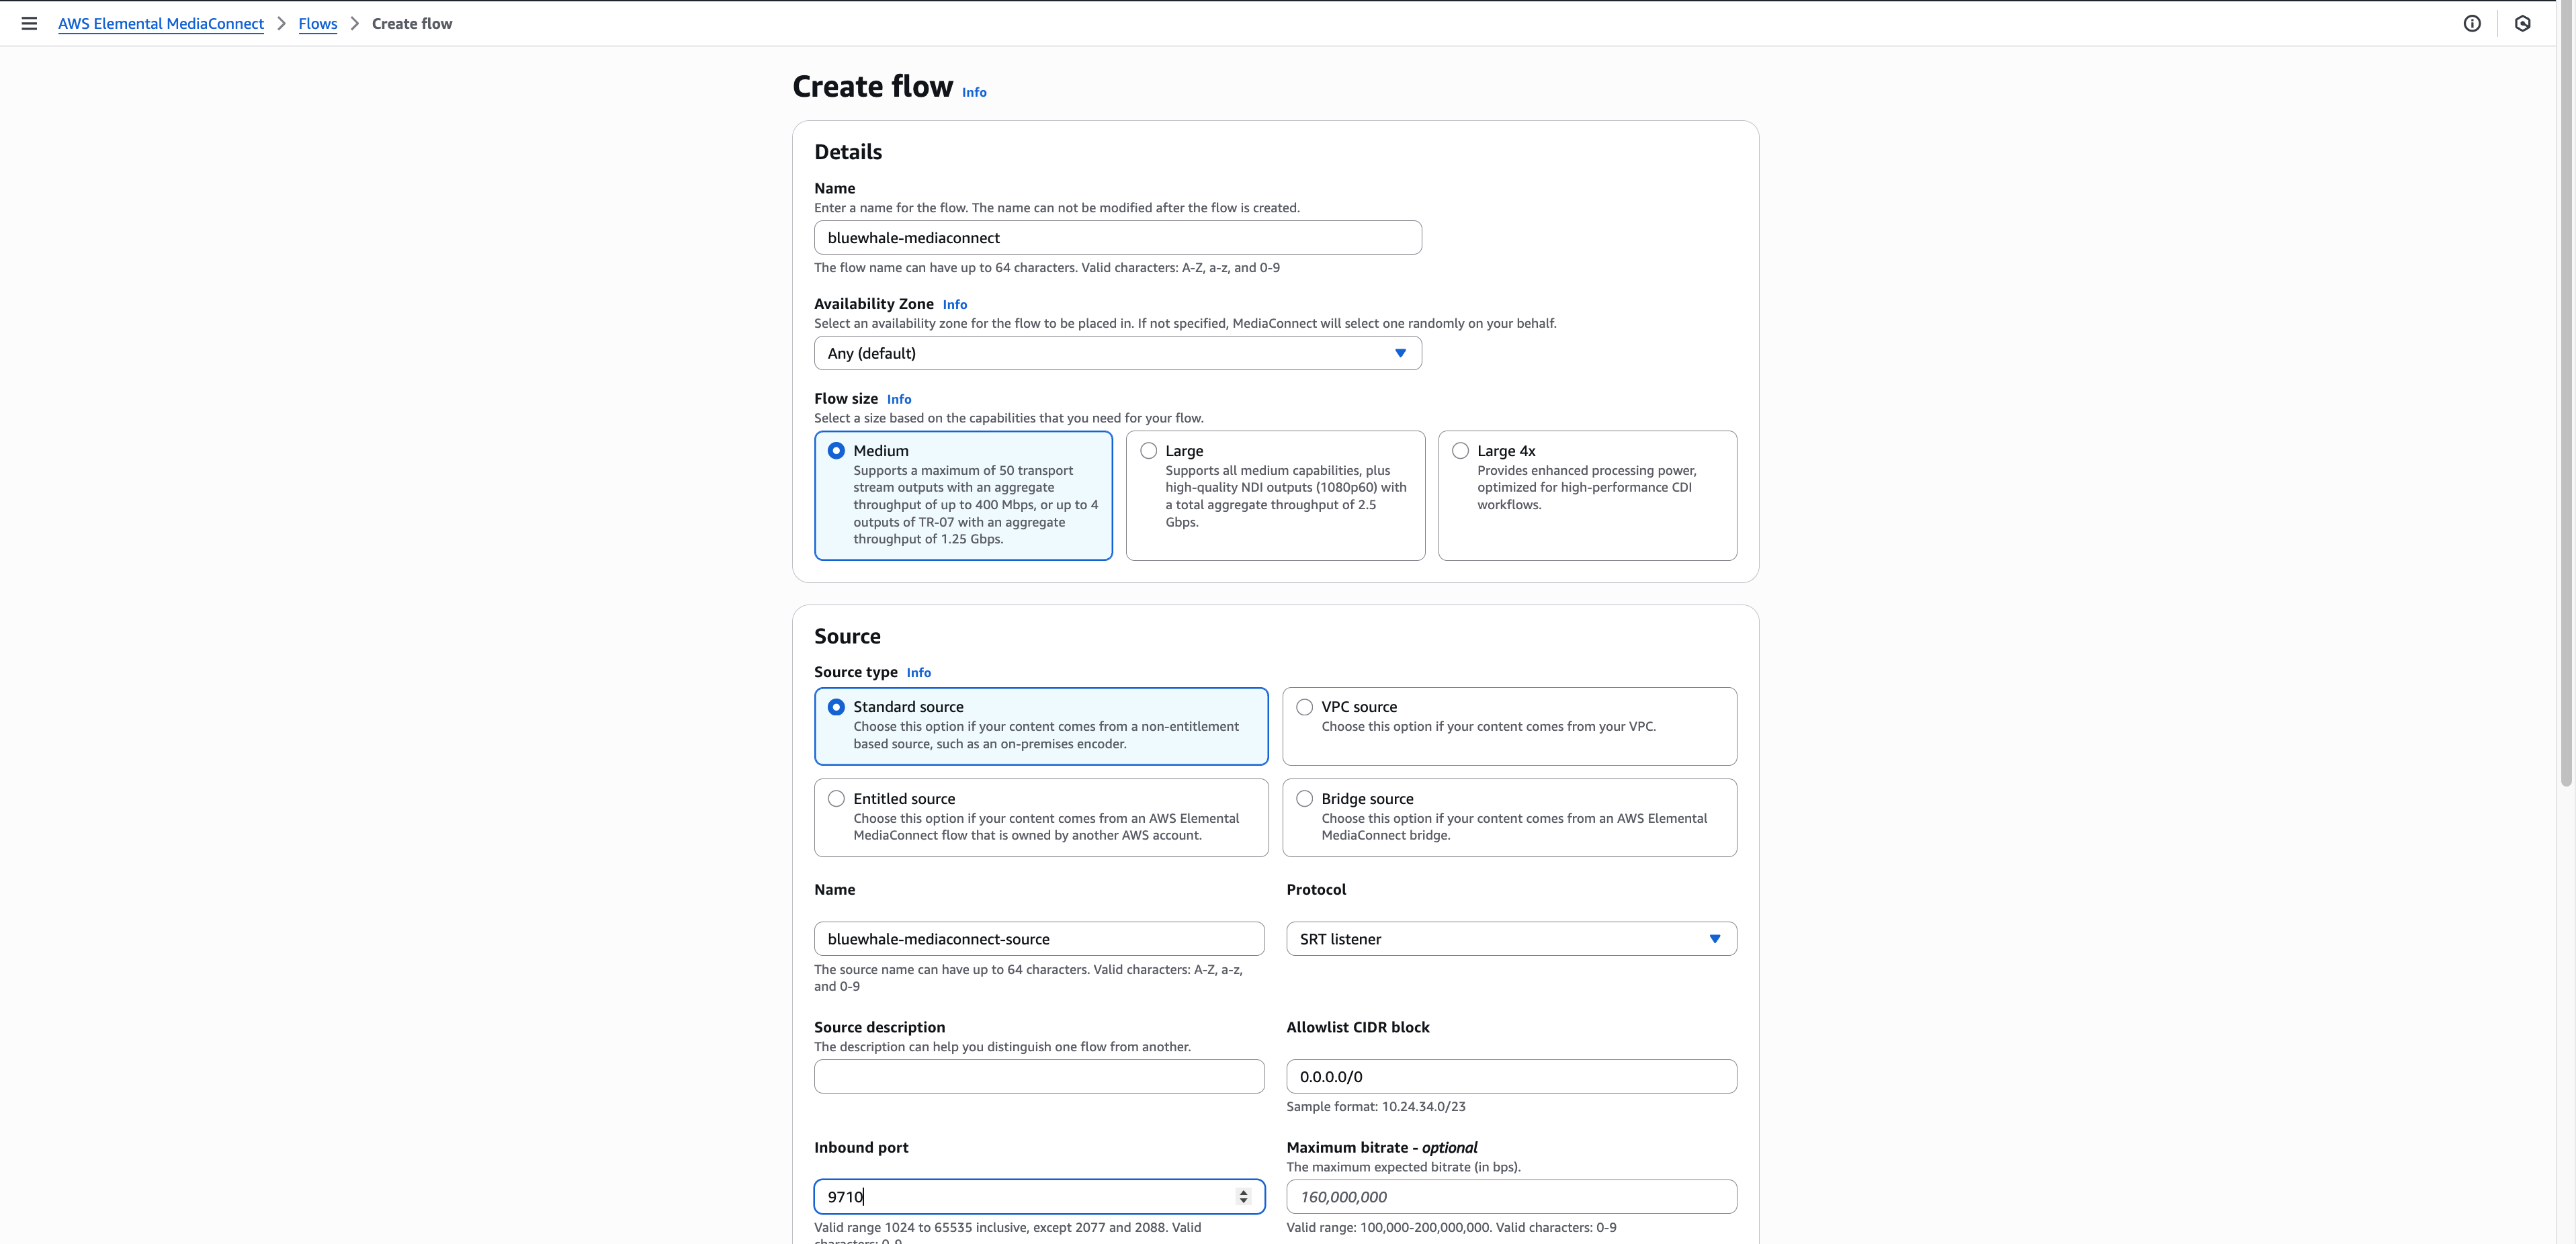 AWS Elemental MediaConnect > Flows > Create flow
Create flow Info
Details
Name
Enter a name for the flow. The name can not be modified after the flow is created.
bluewhale-mediaconnect
The flow name can have up to 64 characters. Valid characters: A-Z, a-z, and 0-9
Availability Zone Info
Select an availability zone for the flow to be placed in. If not specified, MediaConnect will select one randomly on your behalf.
Any (default)
Flow size Info
Select a size based on the capabilities that you need for your flow.
Medium
Supports a maximum of 50 transport
stream outputs with an aggregate
throughput of up to 400 Mbps, or up to 4
outputs of TR-07 with an aggregate
throughput of 1.25 Gbps.
Large
Supports all medium capabilities, plus
high-quality NDI outputs (1080p60) with
a total aggregate throughput of 2.5
Gbps.
Large 4x
Provides enhanced processing power,
optimized for high-performance CDI
workflows.
Source
Source type Info
Standard source
Choose this option if your content comes from a non-entitlement
based source, such as an on-premises encoder.
VPC source
Choose this option if your content comes from your VPC.
Entitled source
Choose this option if your content comes from an AWS Elemental
MediaConnect flow that is owned by another AWS account.
Bridge source
Choose this option if your content comes from an AWS Elemental
MediaConnect bridge.
Name
bluewhale-mediaconnect-source
The source name can have up to 64 characters. Valid characters: A-Z, a-z,
and 0-9
Protocol
SRT listener
Source description
The description can help you distinguish one flow from another.
Allowlist CIDR block
0.0.0.0/0
Sample format: 10.24.34.0/23
Inbound port
9710
Valid range 1024 to 65535 inclusive, except 2077 and 2088. Valid
characters: 0-9
Maximum bitrate - optional
The maximum expected bitrate (in bps).
160,000,000
Valid range: 100,000-200,000,000. Valid characters: 0-9